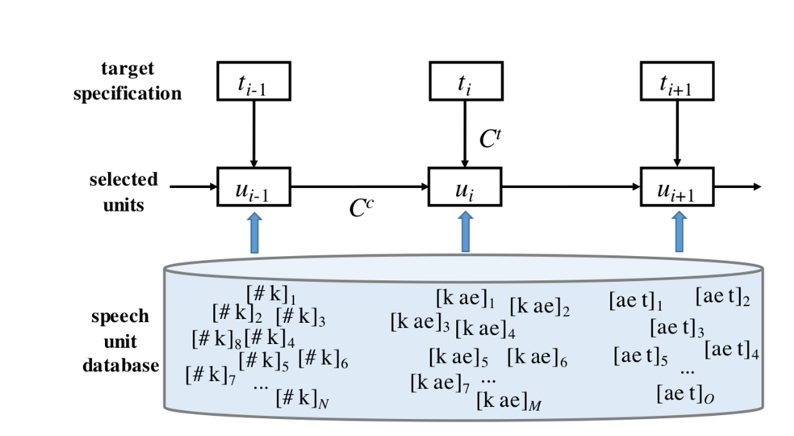 target
specification
t_{i-1}
t_i
t_{i+1}
C^t
selected
units
u_{i-1}
u_i
u_{i+1}
C^c
speech
unit
database
[# k]_1
[# k]_2 [# k]_3
[# k]_8 [# k]_4
[# k]_5 [# k]_6
[# k]_7
...
[# k]_N
[k ae]_1 [k ae]_2
[k ae]_3 [k ae]_4
[k ae]_5 [k ae]_6
[k ae]_7 ...
[k ae]_M
[ae t]_1 [ae t]_2
[ae t]_3
[ae t]_5 [ae t]_4
...
[ae t]_O